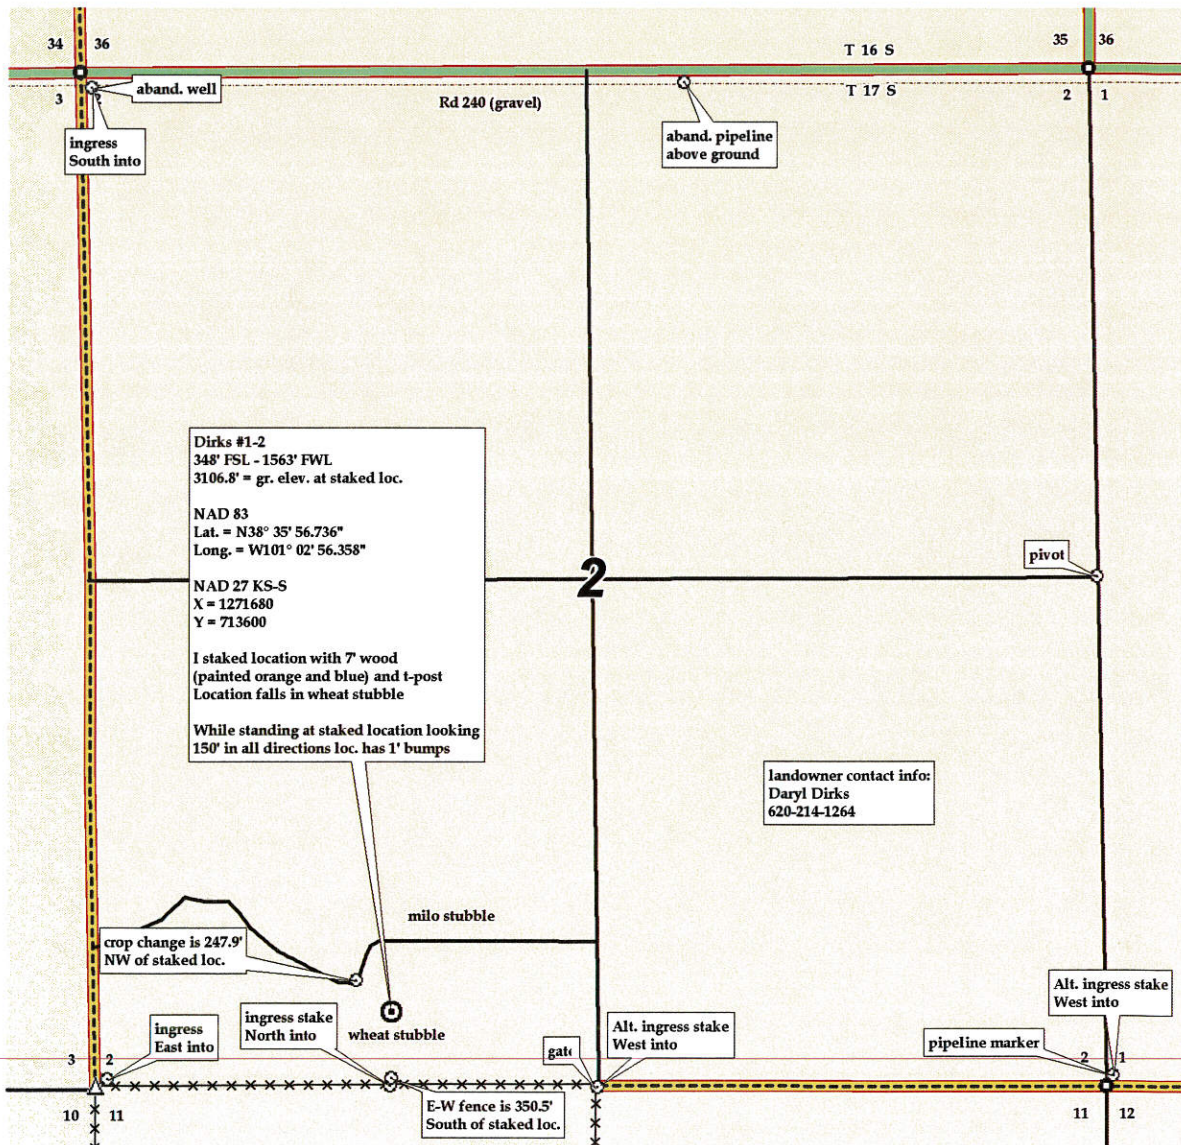 34 36
35 36
T 16 S
3 2
aband. well
Rd 240 (gravel)
T 17 S
2 1
ingress
South into
aband. pipeline
above ground
Dirks #1-2
348' FSL - 1563' FWL
3106.8' = gr. elev. at staked loc.
NAD 83
Lat. = N38° 35' 56.736"
Long. = W101° 02' 56.358"
NAD 27 KS-S
X = 1271680
Y = 713600
I staked location with 7' wood
(painted orange and blue) and t-post
Location falls in wheat stubble
While standing at staked location looking
150' in all directions loc. has 1' bumps
2
pivot
landowner contact info:
Daryl Dirks
620-214-1264
milo stubble
crop change is 247.9'
NW of staked loc.
wheat stubble
ingress
East into
ingress stake
North into
gate
Alt. ingress stake
West into
Alt. ingress stake
West into
pipeline marker
3 2
2 1
E-W fence is 350.5'
South of staked loc.
10 11
11 12